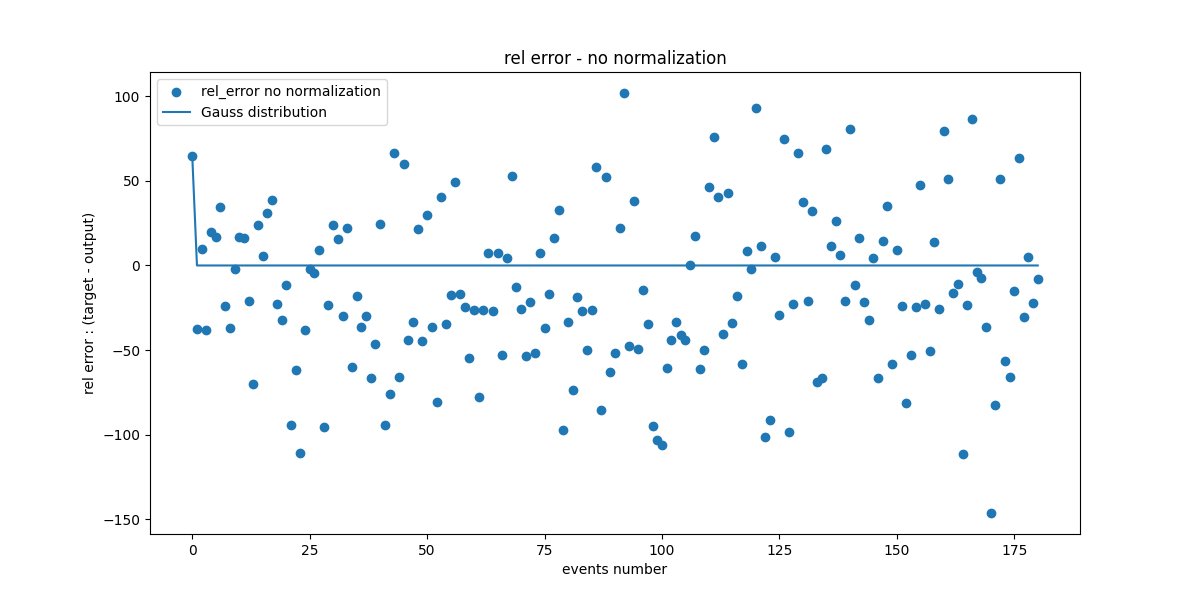 rel error - no normalization
rel_error no normalization
Gauss distribution
100
50
0
−50
−100
−150
rel error : (target - output)
0
25
50
75
100
125
150
175
events number